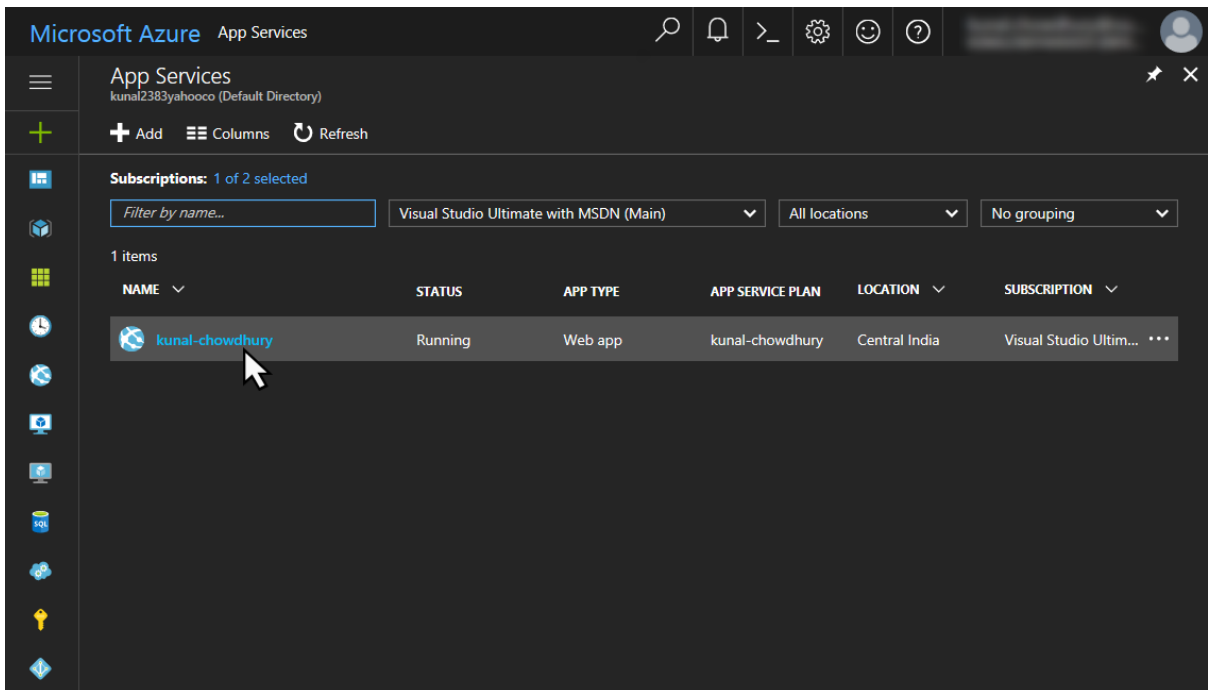 Microsoft Azure App Services
App Services
kunal2383yahooco (Default Directory)
Add Columns Refresh
Subscriptions: 1 of 2 selected
Filter by name... Visual Studio Ultimate with MSDN (Main) All locations No grouping
1 items
NAME STATUS APP TYPE APP SERVICE PLAN LOCATION SUBSCRIPTION
kunal-chowdhury Running Web app kunal-chowdhury Central India Visual Studio Ultim... ...
SQL